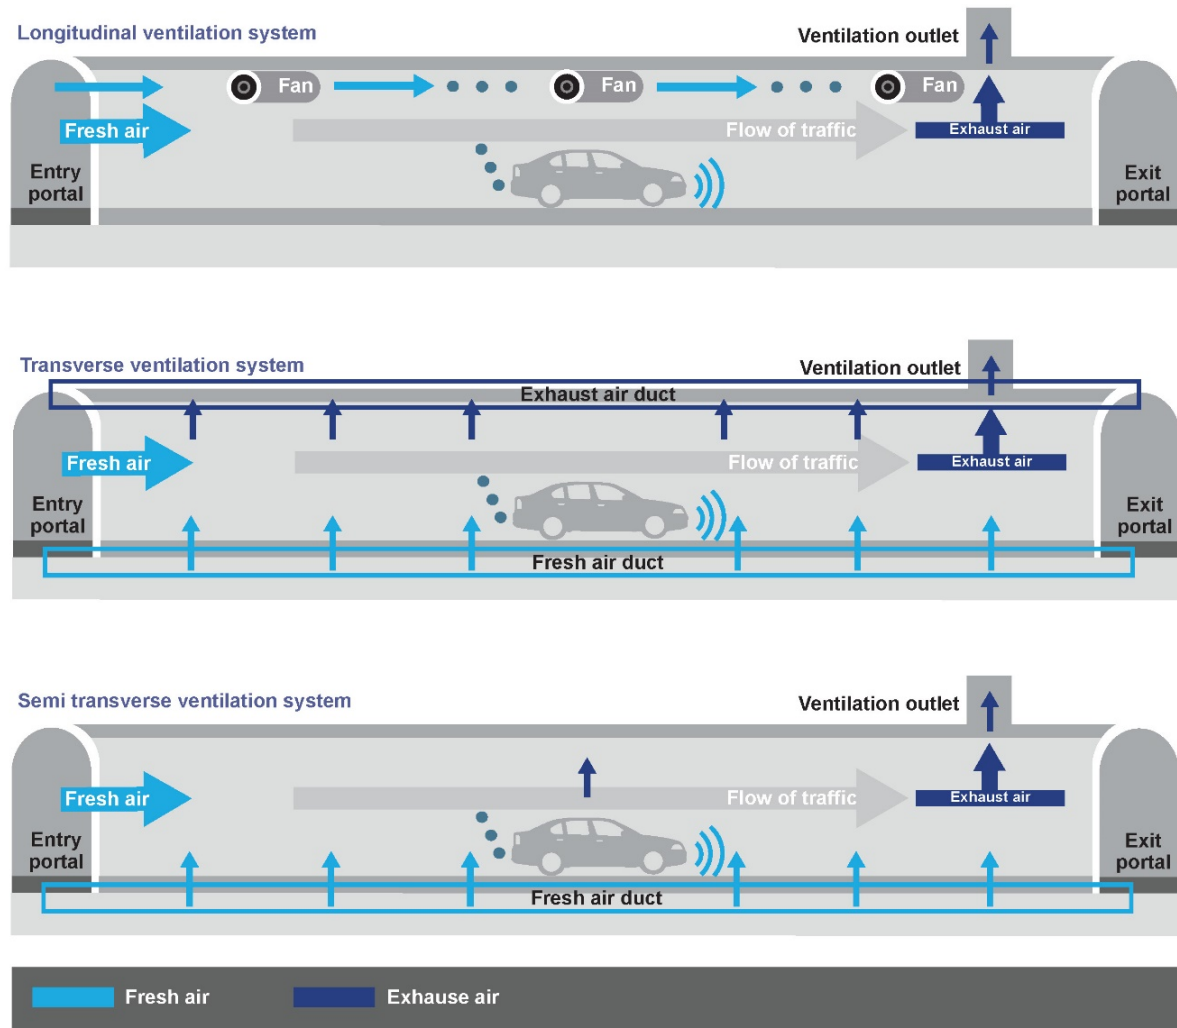 Longitudinal ventilation system
Ventilation outlet
Fan
Fan
Fan
Fresh air
Flow of traffic
Exhaust air
Entry
portal
Exit
portal
Transverse ventilation system
Ventilation outlet
Exhaust air duct
Fresh air
Flow of traffic
Exhaust air
Entry
portal
Exit
portal
Fresh air duct
Semi transverse ventilation system
Ventilation outlet
Fresh air
Flow of traffic
Exhaust air
Entry
portal
Exit
portal
Fresh air duct
Fresh air
Exhause air